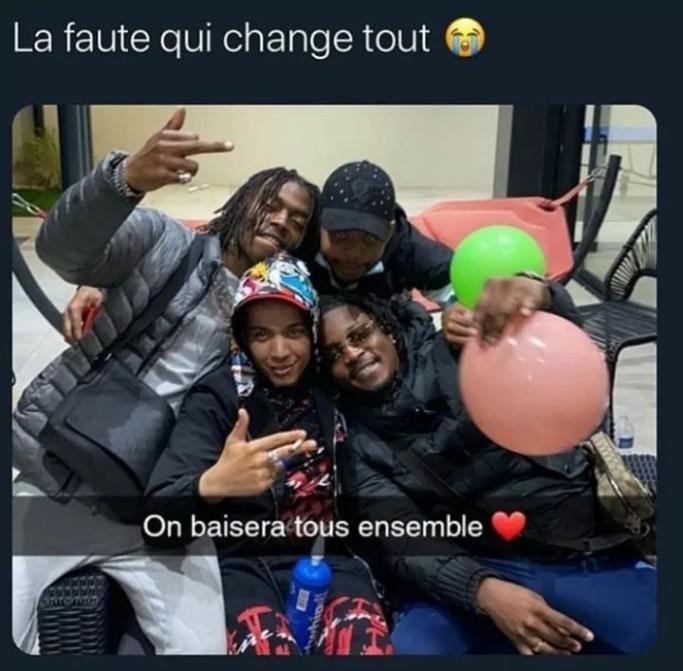 La faute qui change tout 😭
On baisera tous ensemble ❤️